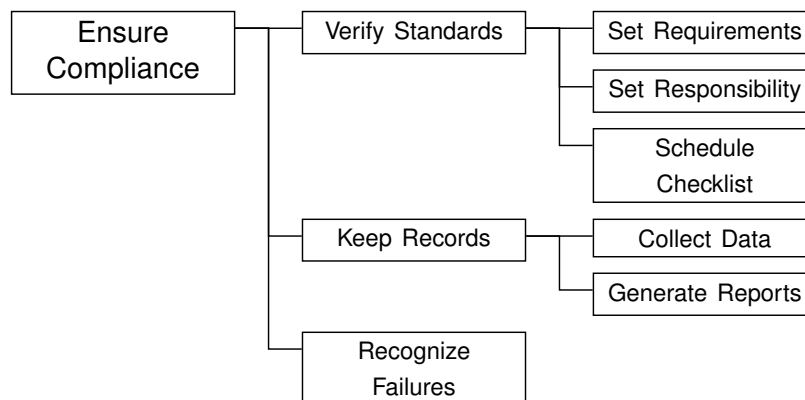 Ensure
Compliance
Verify Standards
Set Requirements
Set Responsibility
Schedule
Checklist
Keep Records
Collect Data
Generate Reports
Recognize
Failures